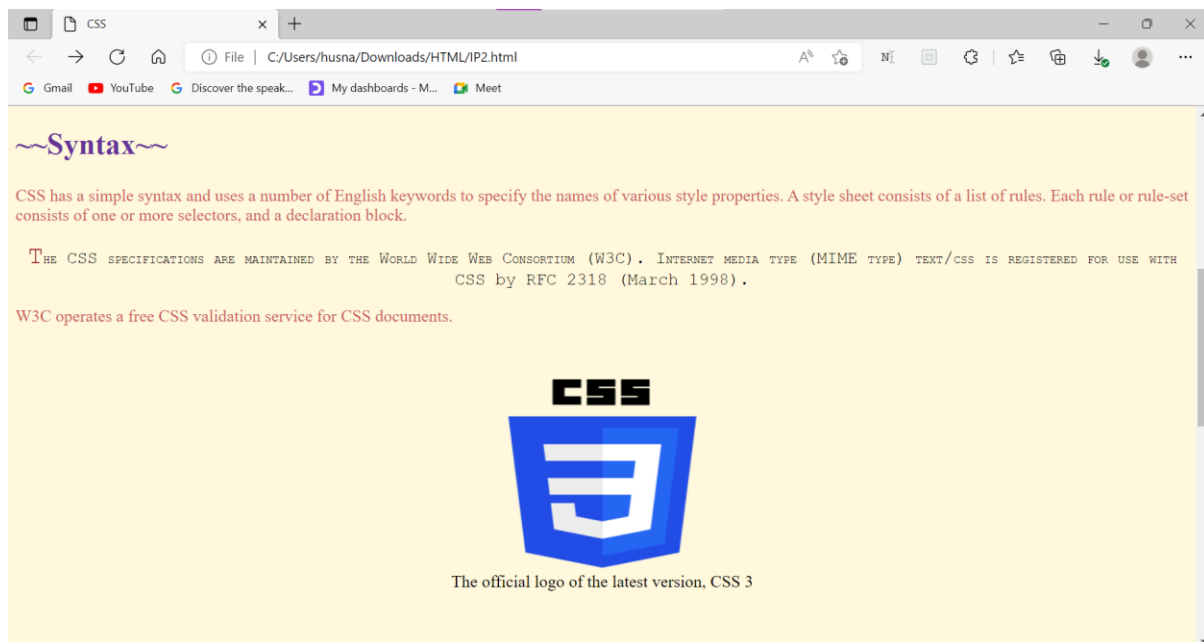 CSS
File | C:/Users/husna/Downloads/HTML/IP2.html
Gmail YouTube Discover the speak... My dashboards - M... Meet
~~Syntax~~
CSS has a simple syntax and uses a number of English keywords to specify the names of various style properties. A style sheet consists of a list of rules. Each rule or rule-set
consists of one or more selectors, and a declaration block.
The CSS specifications are maintained by the World Wide Web Consortium (W3C). Internet media type (MIME type) text/css is registered for use with
CSS by RFC 2318 (March 1998).
W3C operates a free CSS validation service for CSS documents.
CSS
3
The official logo of the latest version, CSS 3